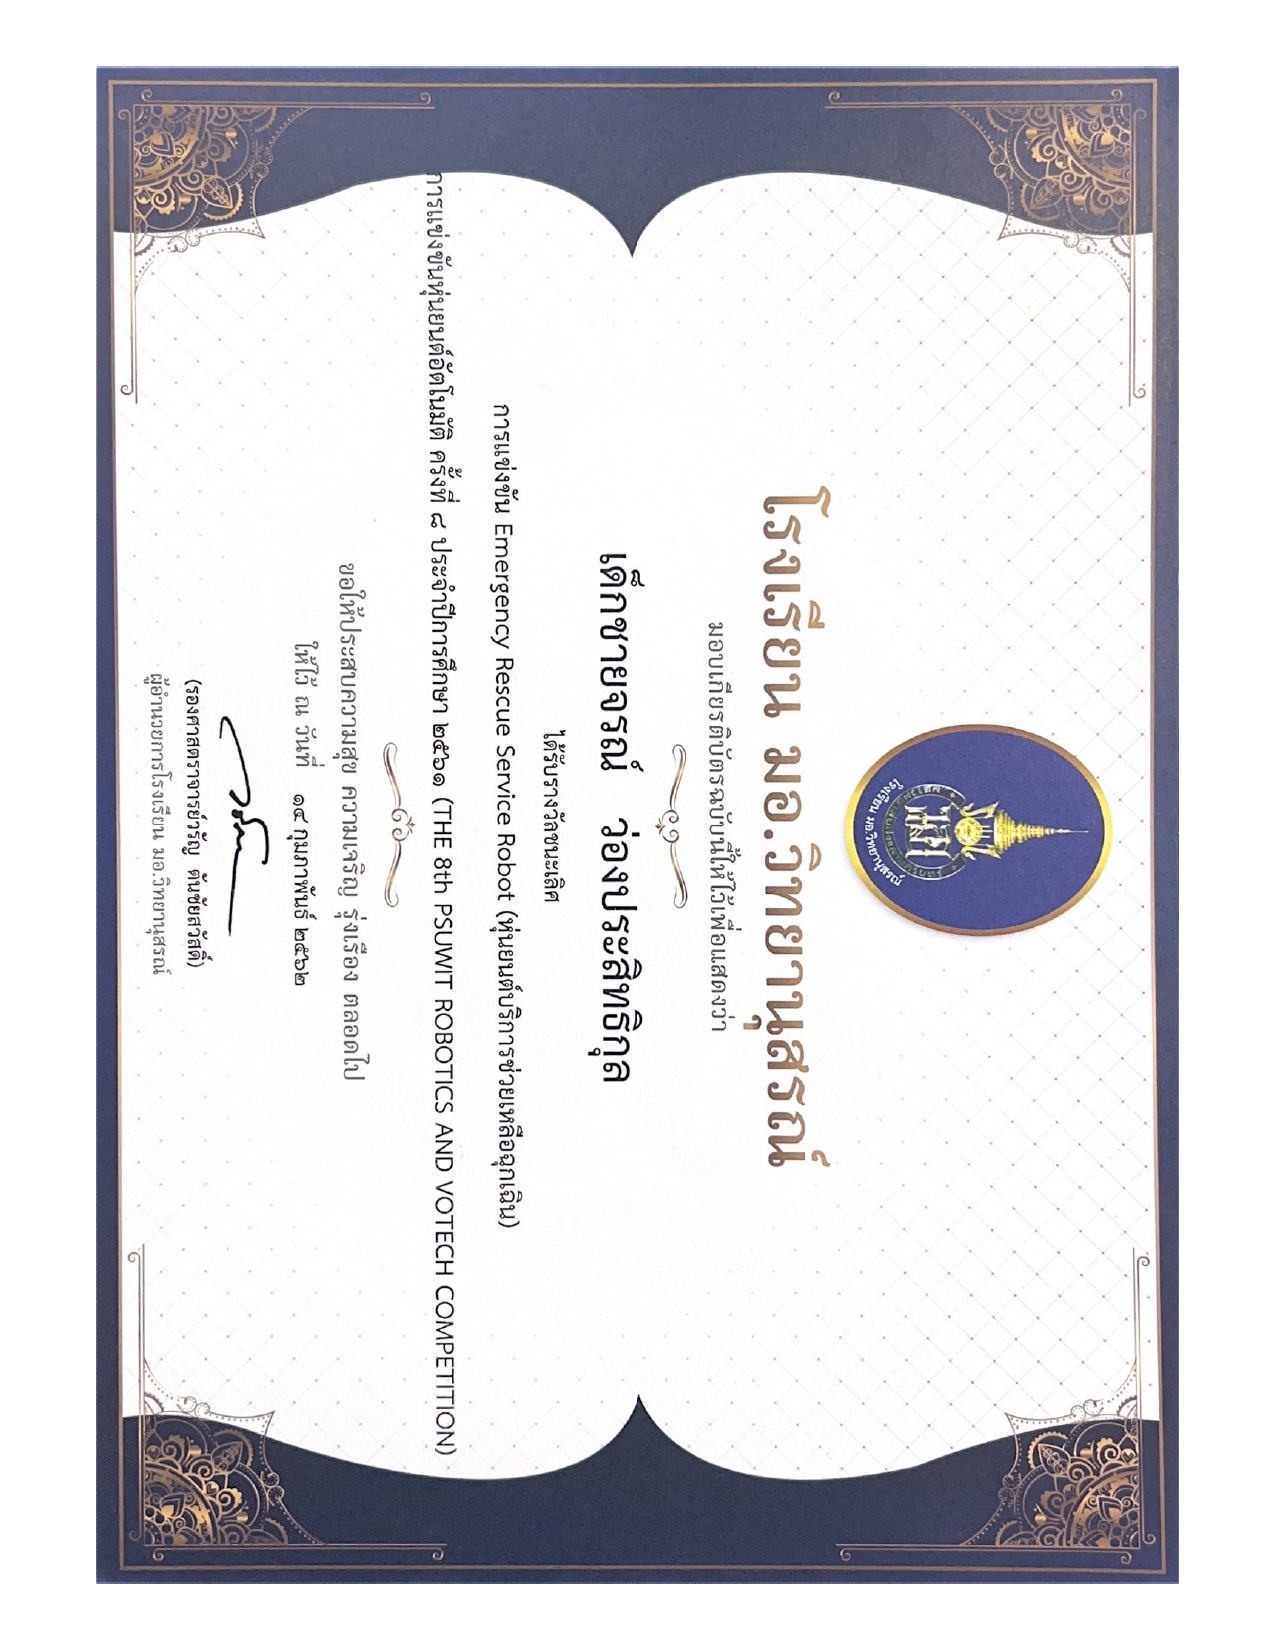 โรงเรียน มอ.วิทยานุสรณ์
โรงเรียน มอ.วิทยานุสรณ์
มอบเกียรติบัตรฉบับนี้ให้ไว้เพื่อแสดงว่า
เด็กชายจรณ์ ว่องประสิทธิกุล
ได้รับรางวัลชนะเลิศ
การแข่งขัน Emergency Rescue Service Robot (หุ่นยนต์บริการช่วยเหลือฉุกเฉิน)
การแข่งขันหุ่นยนต์อัตโนมัติ ครั้งที่ ๘ ประจำปีการศึกษา ๒๕๖๑ (THE 8th PSUWIT ROBOTICS AND VOTECH COMPETITION)
ขอให้ประสบความสุข ความเจริญ รุ่งเรือง ตลอดไป
ให้ไว้ ณ วันที่ ๑๔ กุมภาพันธ์ ๒๕๖๒
(รองศาสตราจารย์วรัญ ตันชัยสวัสดิ์)
ผู้อำนวยการโรงเรียน มอ.วิทยานุสรณ์